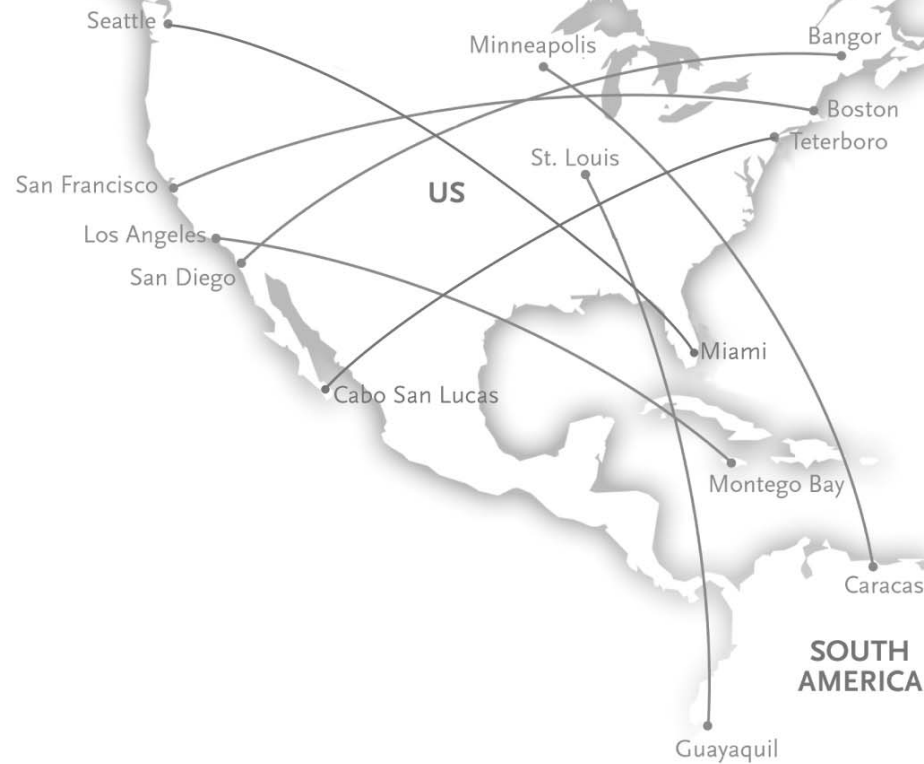 Seattle
Minneapolis
Bangor
Boston
Teterboro
St. Louis
San Francisco
US
Los Angeles
San Diego
Miami
Cabo San Lucas
Montego Bay
Caracas
SOUTH
AMERICA
Guayaquil